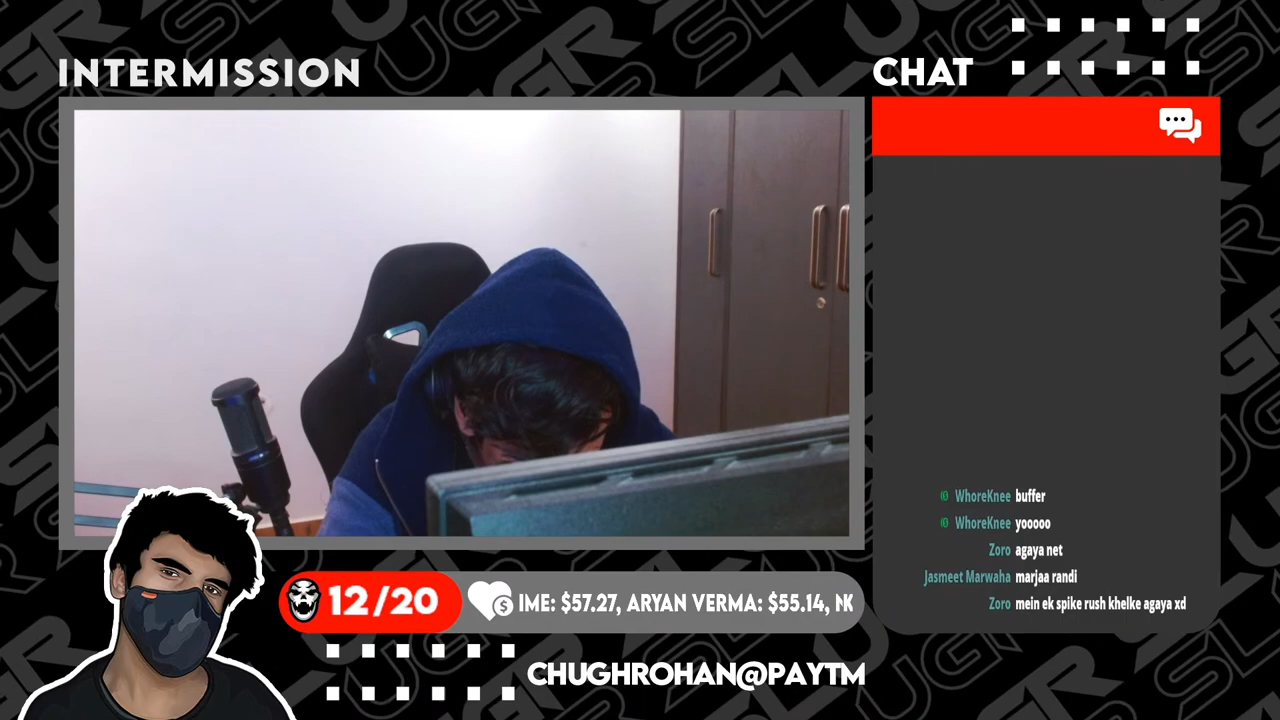 INTERMISSION
CHAT
WhoreKnee buffer
WhoreKnee yooooo
Zoro agaya net
Jasmeet Marwaha marjaa randi
Zoro mein ek spike rush khelke agaya xd
12/20
IME: $57.27, ARYAN VERMA: $55.14, NK
CHUGHROHAN@PAYTM